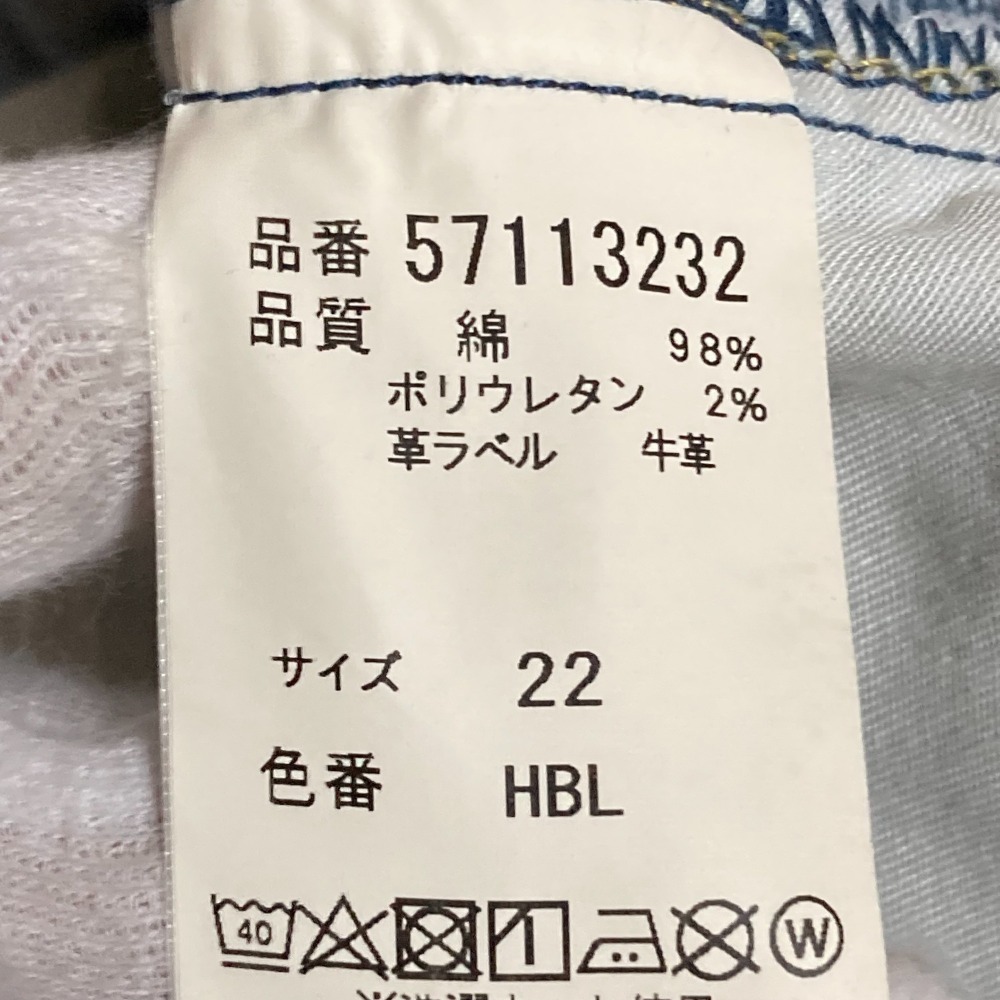 品番 57113232
品質 綿 98%
ポリウレタン 2%
革ラベル 牛革
サイズ 22
色番 HBL
40 W